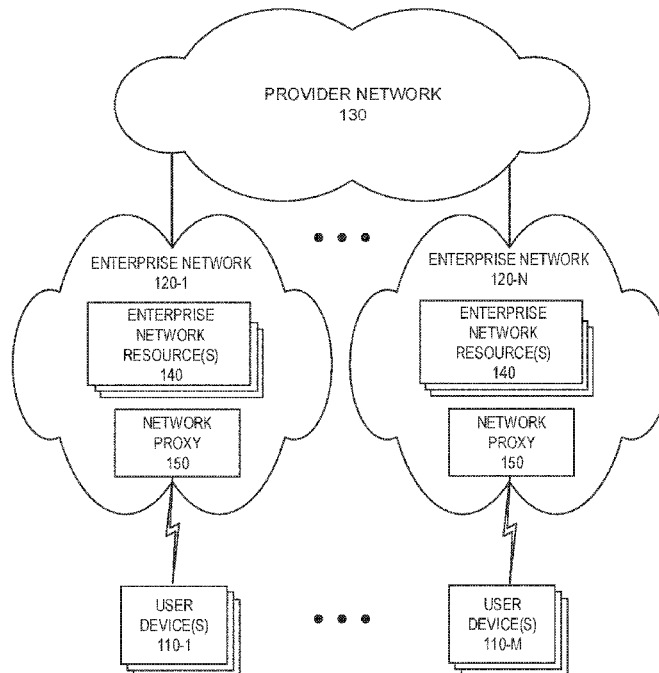 PROVIDER NETWORK
130
ENTERPRISE NETWORK
120-1
ENTERPRISE
NETWORK
RESOURCE(S)
140
NETWORK
PROXY
150
ENTERPRISE NETWORK
120-N
ENTERPRISE
NETWORK
RESOURCE(S)
140
NETWORK
PROXY
150
USER
DEVICE(S)
110-1
USER
DEVICE(S)
110-M